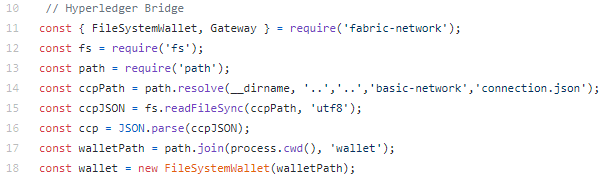 10 // Hyperledger Bridge
11 const { FileSystemWallet, Gateway } = require('fabric-network');
12 const fs = require('fs');
13 const path = require('path');
14 const ccpPath = path.resolve(__dirname, '..','..','basic-network','connection.json');
15 const ccpJSON = fs.readFileSync(ccpPath, 'utf8');
16 const ccp = JSON.parse(ccpJSON);
17 const walletPath = path.join(process.cwd(), 'wallet');
18 const wallet = new FileSystemWallet(walletPath);